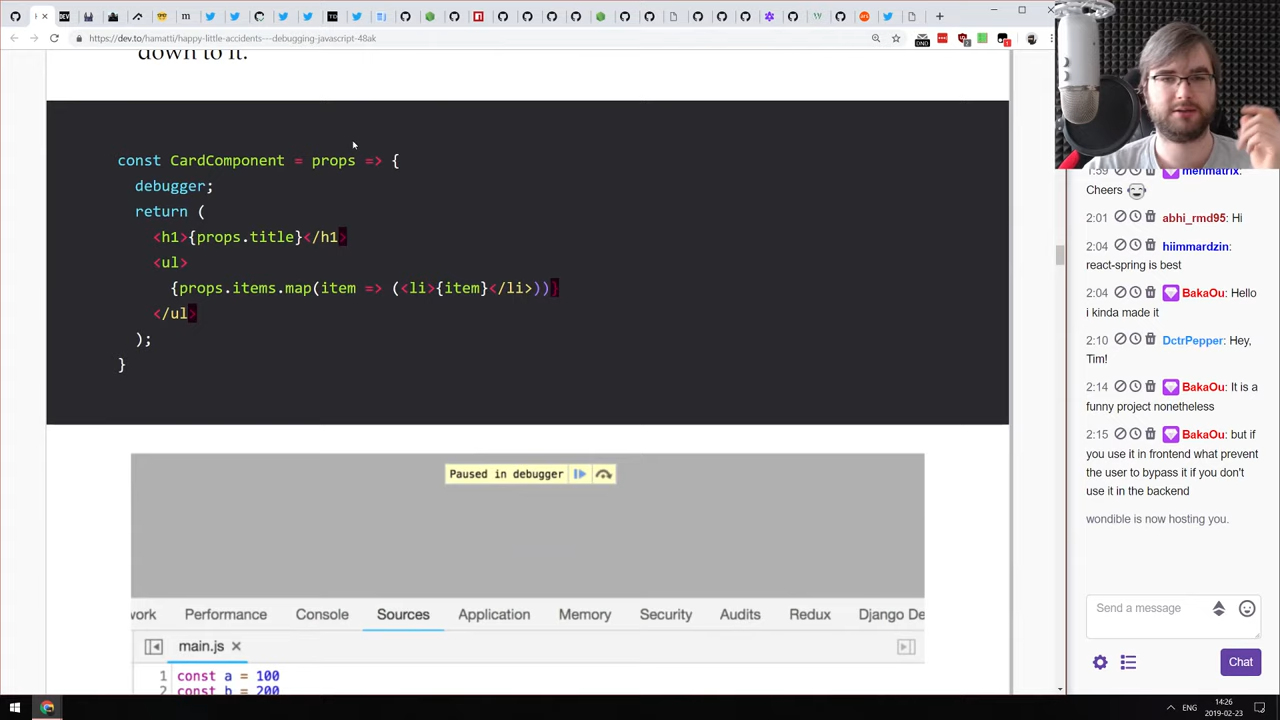 https://dev.to/hamatti/happy-little-accidents---debugging-javascript-48ak
down to it.
const CardComponent = props => {
debugger;
return (
<h1>{props.title}</h1>
<ul>
{props.items.map(item => (<li>{item}</li>))}
</ul>
);
}
Paused in debugger
work Performance Console Sources Application Memory Security Audits Redux Django De
main.js ×
1 const a = 100
2 const b = 200
1:59 menmatrix:
Cheers
2:01 abhi_rmd95: Hi
2:04 hiimmardzin:
react-spring is best
2:04 BakaOu: Hello
i kinda made it
2:10 DctrPepper: Hey,
Tim!
2:14 BakaOu: It is a
funny project nonetheless
2:15 BakaOu: but if
you use it in frontend what prevent
the user to bypass it if you don't
use it in the backend
wondible is now hosting you.
Send a message
Chat
ENG
14:26
2019-02-23